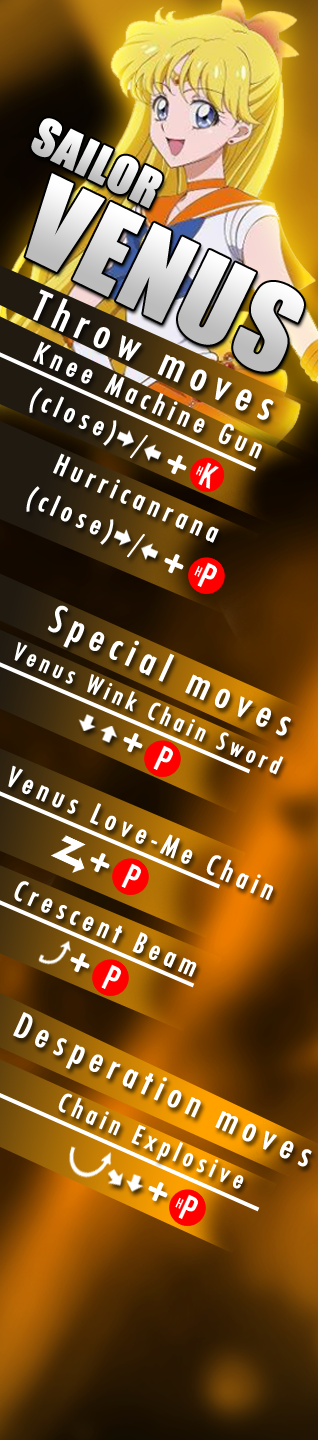 SAILOR
VENUS
Throw moves
Knee Machine Gun
(close)➡/⬅ + HK
Hurricanrana
(close)➡/⬅ + HP
Special moves
Venus Wink Chain Sword
⬇⬆ + P
Venus Love-Me Chain
Z + P
Crescent Beam
+ P
Desperation moves
Chain Explosive
⬊⬇ + HP